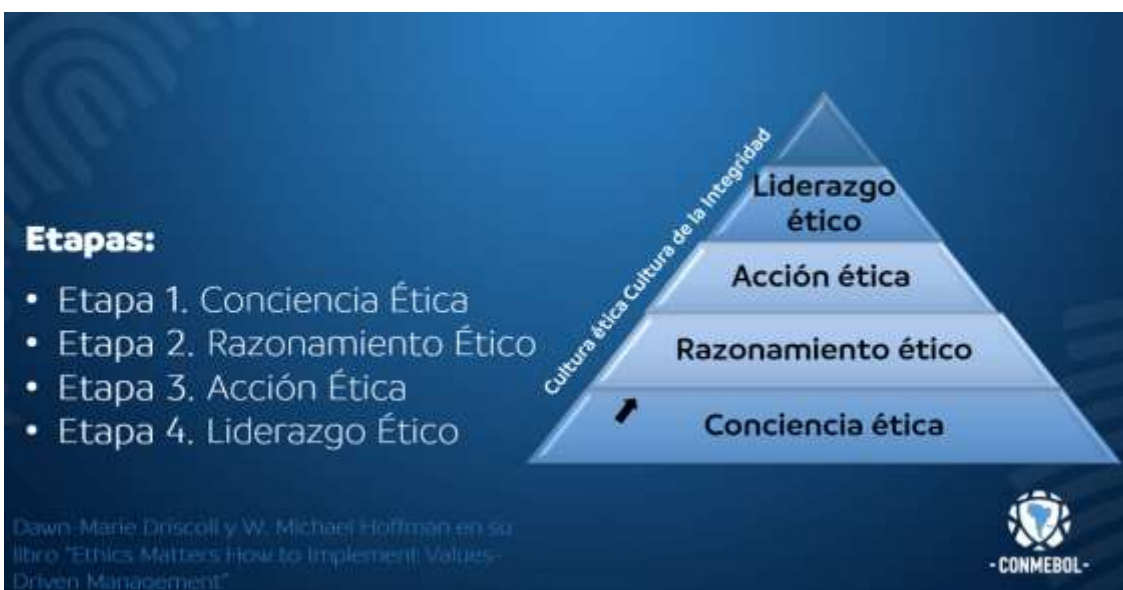 Etapas:
• Etapa 1. Conciencia Ética
• Etapa 2. Razonamiento Ético
• Etapa 3. Acción Ética
• Etapa 4. Liderazgo Ético
Dawn-Marie Driscoll y W. Michael Hoffman en su
libro "Ethics Matters How to Implement Values-
Driven Management"
Cultura ética Cultura de la Integridad
Liderazgo
ético
Acción ética
Razonamiento ético
Conciencia ética
-CONMEBOL-